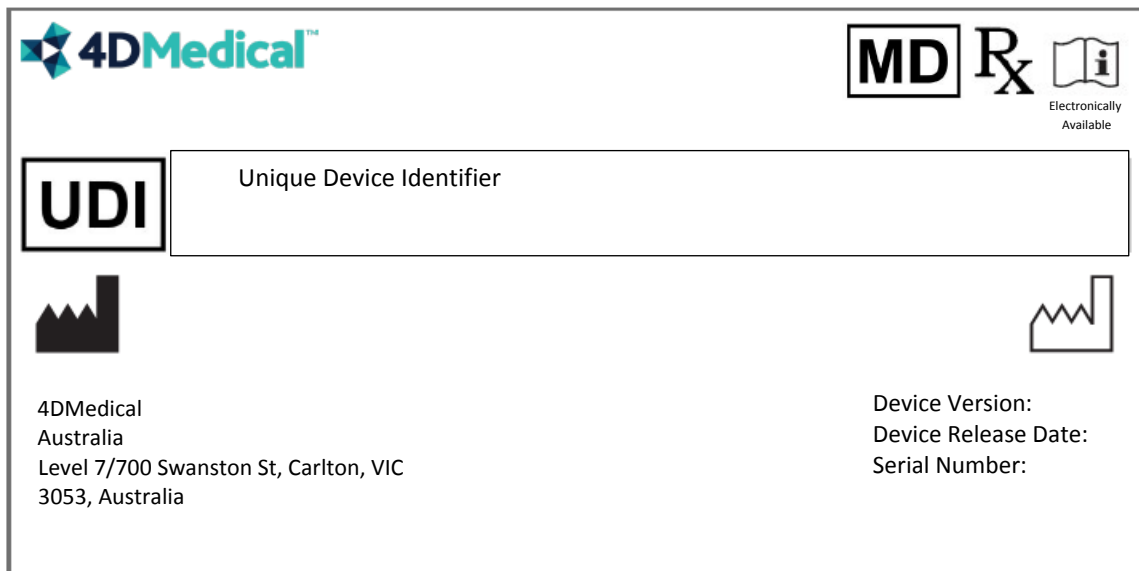 4DMedical™
MD Rx i
Electronically
Available
UDI
Unique Device Identifier
4DMedical
Australia
Level 7/700 Swanston St, Carlton, VIC
3053, Australia
Device Version:
Device Release Date:
Serial Number: